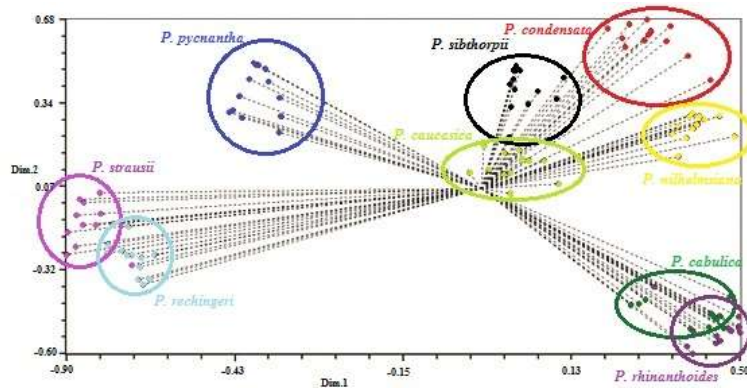 0.68
P. pycnantha
P. sibthorpii
P. condensata
0.34
P. caucasica
Dim.2
0.07
P. strausii
P. wilhelmsiana
-0.32
P. rechingeri
P. cabulica
P. rhinanthoides
-0.60
-0.90
-0.43
-0.15
0.13
0.50
Dim.1